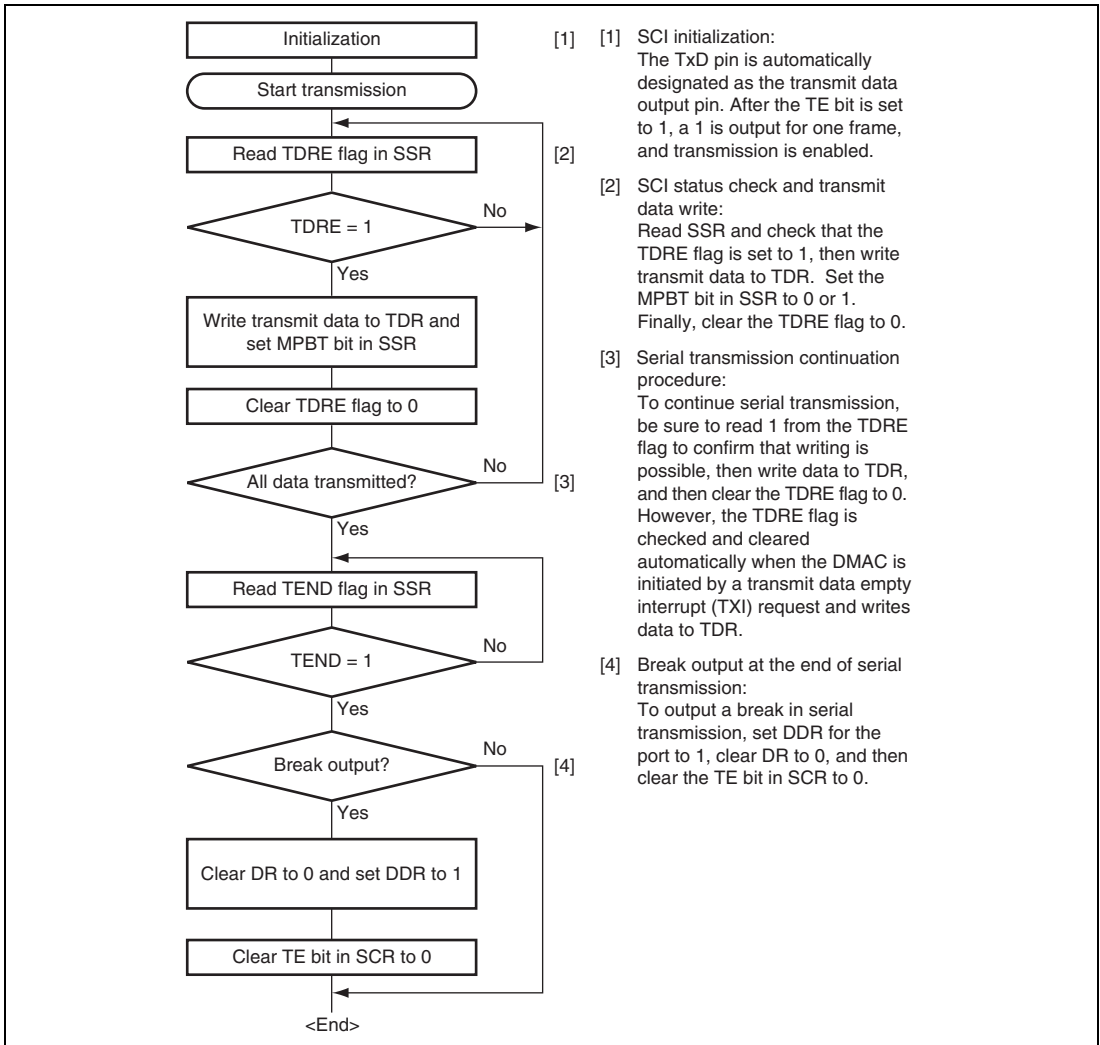 Initialization
[1]
Start transmission
Read TDRE flag in SSR
[2]
TDRE = 1
No
Yes
Write transmit data to TDR and
set MPBT bit in SSR
Clear TDRE flag to 0
All data transmitted?
No
[3]
Yes
Read TEND flag in SSR
TEND = 1
No
Yes
Break output?
No
[4]
Yes
Clear DR to 0 and set DDR to 1
Clear TE bit in SCR to 0
<End>
[1] SCI initialization:
The TxD pin is automatically
designated as the transmit data
output pin. After the TE bit is set
to 1, a 1 is output for one frame,
and transmission is enabled.
[2] SCI status check and transmit
data write:
Read SSR and check that the
TDRE flag is set to 1, then write
transmit data to TDR. Set the
MPBT bit in SSR to 0 or 1.
Finally, clear the TDRE flag to 0.
[3] Serial transmission continuation
procedure:
To continue serial transmission,
be sure to read 1 from the TDRE
flag to confirm that writing is
possible, then write data to TDR,
and then clear the TDRE flag to 0.
However, the TDRE flag is
checked and cleared
automatically when the DMAC is
initiated by a transmit data empty
interrupt (TXI) request and writes
data to TDR.
[4] Break output at the end of serial
transmission:
To output a break in serial
transmission, set DDR for the
port to 1, clear DR to 0, and then
clear the TE bit in SCR to 0.